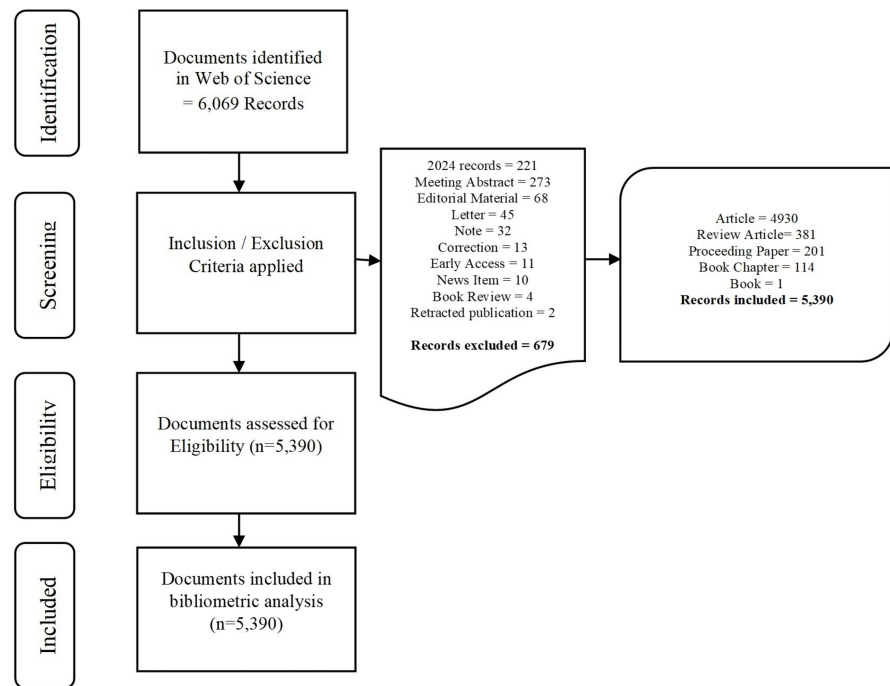 Identification
Documents identified
in Web of Science
= 6,069 Records
Screening
Inclusion / Exclusion
Criteria applied
2024 records = 221
Meeting Abstract = 273
Editorial Material = 68
Letter = 45
Note = 32
Correction = 13
Early Access = 11
News Item = 10
Book Review = 4
Retracted publication = 2
Records excluded = 679
Article = 4930
Review Article= 381
Proceeding Paper = 201
Book Chapter = 114
Book = 1
Records included = 5,390
Eligibility
Documents assessed for
Eligibility (n=5,390)
Included
Documents included in
bibliometric analysis
(n=5,390)